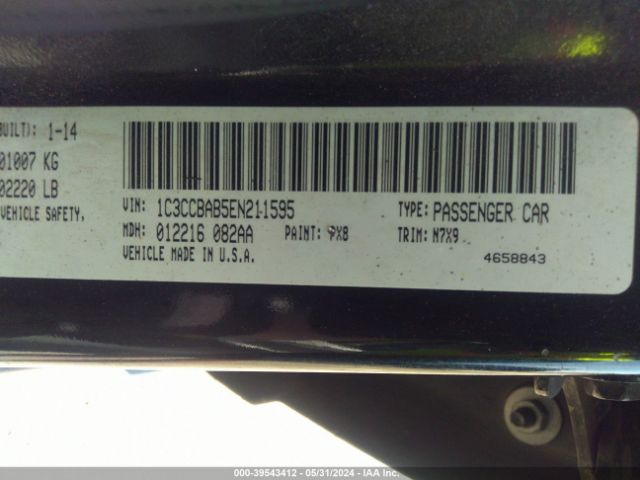 BUILT): 1-14
01007 KG
02220 LB
VEHICLE SAFETY,
VIN: 1C3CCBAB5EN211595 TYPE: PASSENGER CAR
MDH: 012216 082AA PAINT: PX8 TRIM: N7X9
VEHICLE MADE IN U.S.A. 4658843
000-39543412 - 05/31/2024 - IAA Inc.